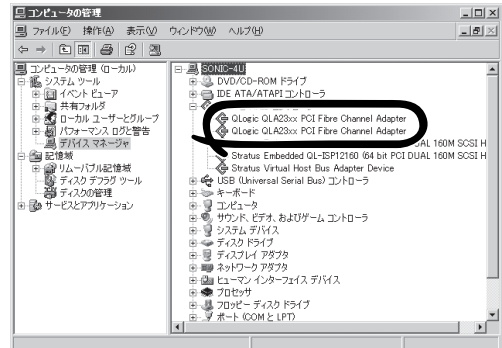 コンピュータの管理
ファイル(F) 操作(A) 表示(V) ウィンドウ(W) ヘルプ(H)
コンピュータの管理 (ローカル)
システム ツール
イベント ビューア
共有フォルダ
ローカル ユーザーとグループ
パフォーマンス ログと警告
デバイス マネージャ
記憶域
リムーバブル記憶域
ディスク デフラグ ツール
ディスクの管理
サービスとアプリケーション
SONIC-4U
DVD/CD-ROM ドライブ
IDE ATA/ATAPI コントローラ
QLogic QLA23xx PCI Fibre Channel Adapter
QLogic QLA23xx PCI Fibre Channel Adapter
DUAL 160M SCSI H
Stratus Embedded QL-ISP12160 (64 bit PCI DUAL 160M SCSI H
Stratus Virtual Host Bus Adapter Device
USB (Universal Serial Bus) コントローラ
キーボード
コンピュータ
サウンド、ビデオ、およびゲーム コントローラ
システム デバイス
ディスク ドライブ
ディスプレイ アダプタ
ネットワーク アダプタ
ヒューマン インターフェイス デバイス
プロセッサ
フロッピー ディスク ドライブ
ポート (COM と LPT)